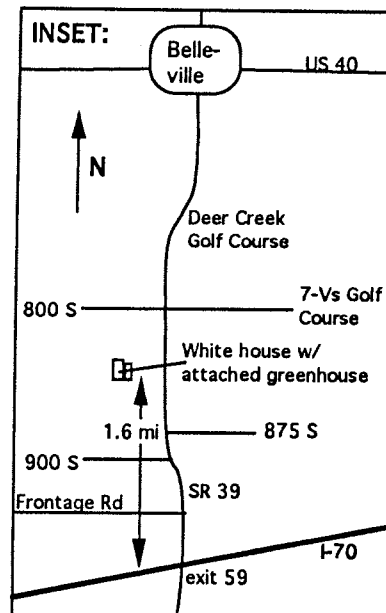 INSET:
Belle-
ville
US 40
N
Deer Creek
Golf Course
7-Vs Golf
Course
800 S
White house w/
attached greenhouse
1.6 mi
875 S
900 S
SR 39
Frontage Rd
I-70
exit 59